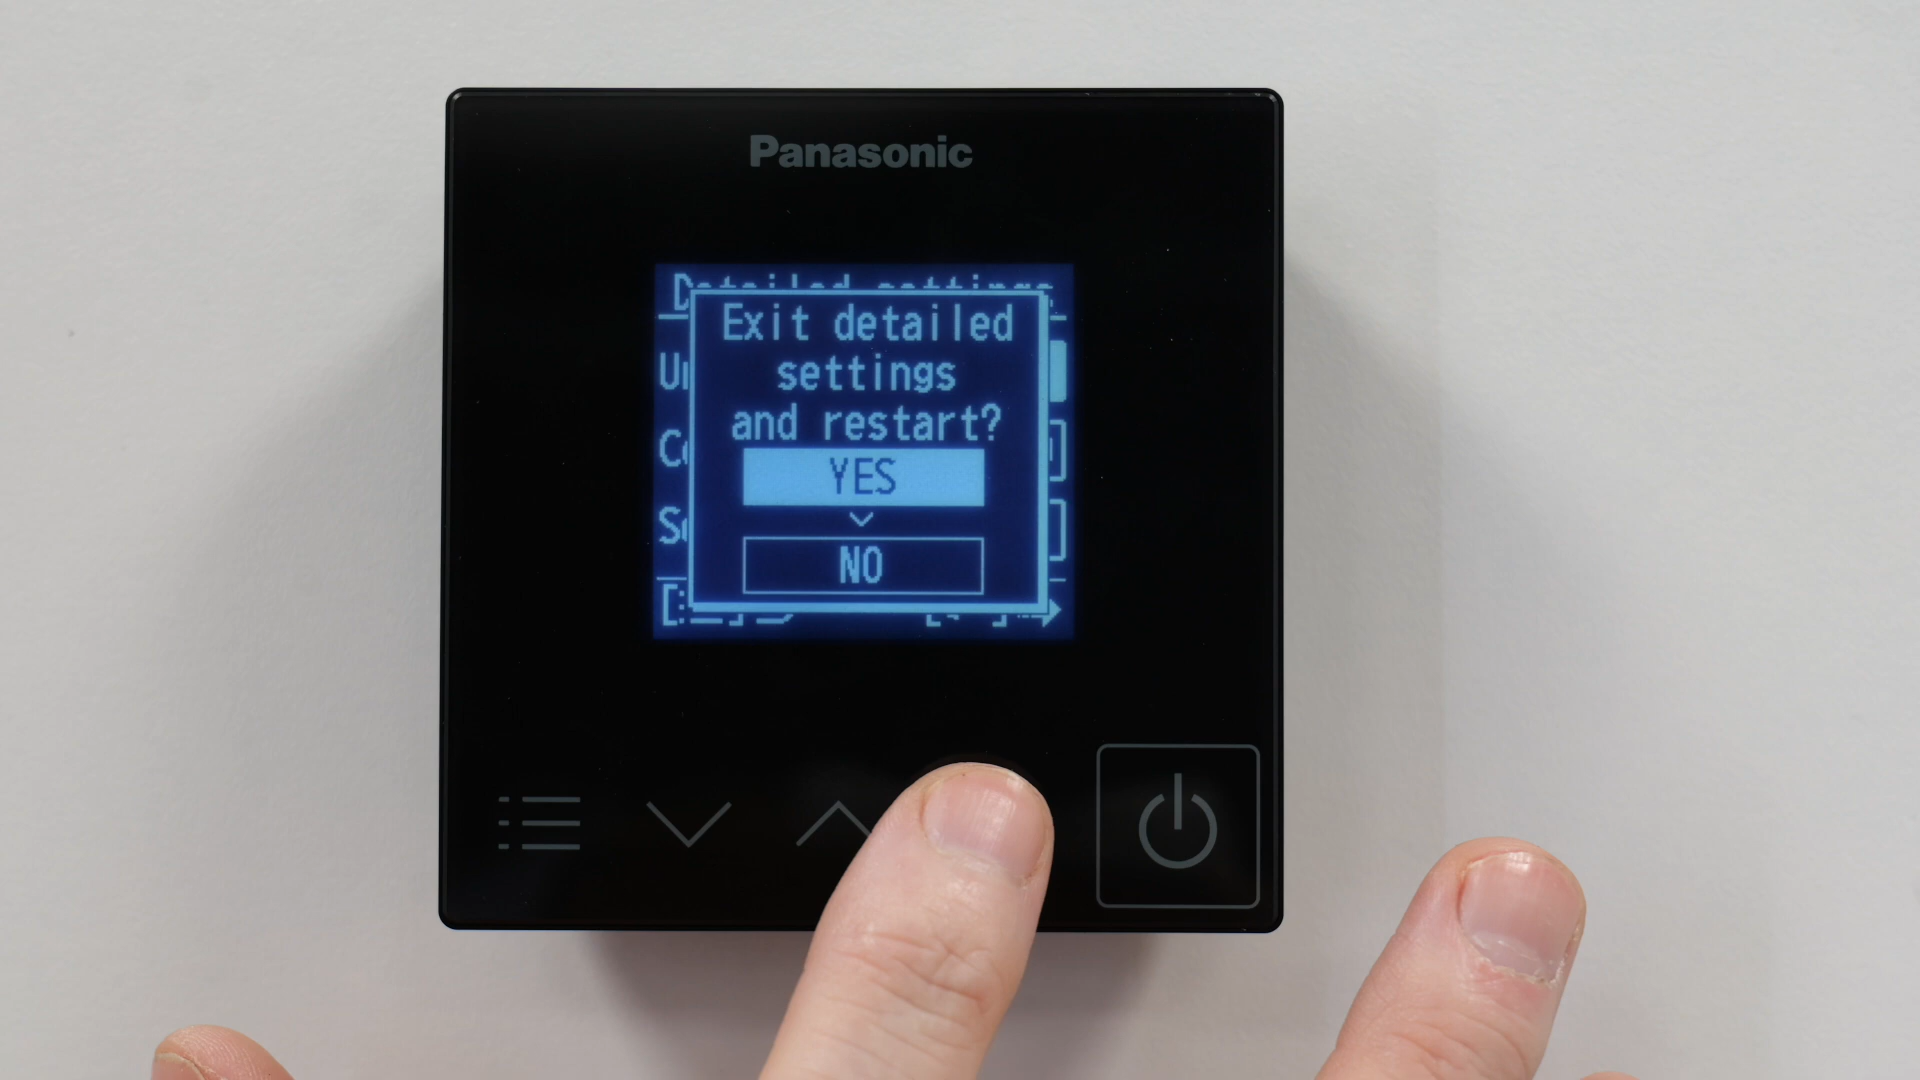 Panasonic
Detailed settings
Exit detailed
settings
and restart?
YES
NO